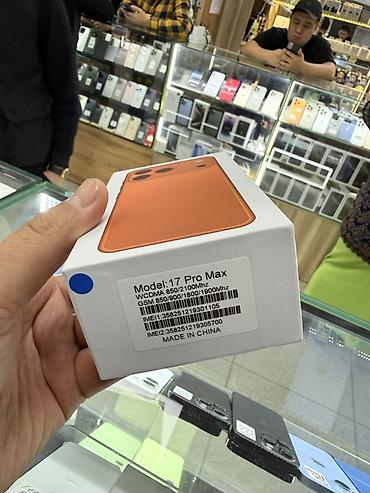 Model:17 Pro Max
WCDMA 850/2100Mhz
GSM 850/900/1800/1900Mhz
IMEI1:358251219301105
IMEI2:358251219305700
MADE IN CHINA